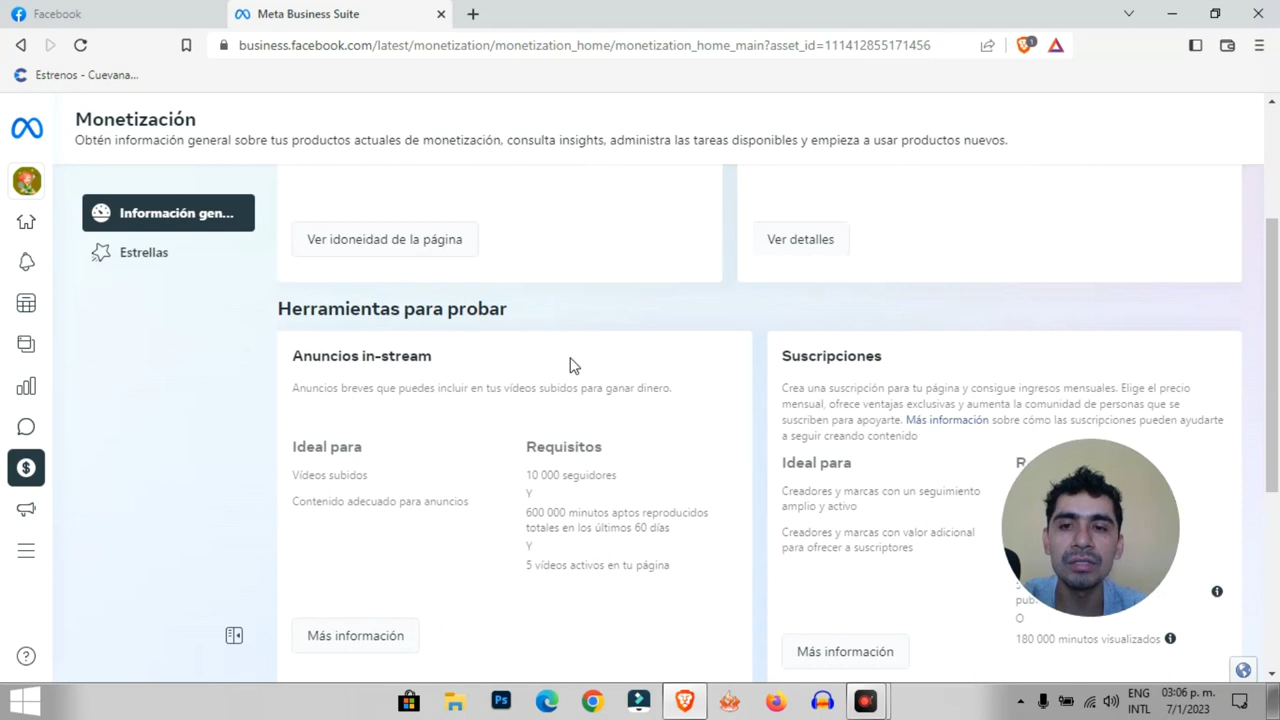 Facebook
Meta Business Suite
business.facebook.com/latest/monetization/monetization_home/monetization_home_main?asset_id=111412855171456
1
Estrenos - Cuevana...
Monetización
Obtén información general sobre tus productos actuales de monetización, consulta insights, administra las tareas disponibles y empieza a usar productos nuevos.
Información gen...
Estrellas
Ver idoneidad de la página
Ver detalles
Herramientas para probar
Anuncios in-stream
Anuncios breves que puedes incluir en tus vídeos subidos para ganar dinero.
Ideal para
Vídeos subidos
Contenido adecuado para anuncios
Requisitos
10 000 seguidores
Y
600 000 minutos aptos reproducidos
totales en los últimos 60 días
Y
5 vídeos activos en tu página
Más información
Suscripciones
Crea una suscripción para tu página y consigue ingresos mensuales. Elige el precio
mensual, ofrece ventajas exclusivas y aumenta la comunidad de personas que se
suscriben para apoyarte. Más información sobre cómo las suscripciones pueden ayudarte
a seguir creando contenido
Ideal para
Creadores y marcas con un seguimiento
amplio y activo
Creadores y marcas con valor adicional
para ofrecer a suscriptores
R
pub.
O
180 000 minutos visualizados
Más información
Ps
ENG
INTL
03:06 p. m.
7/1/2023